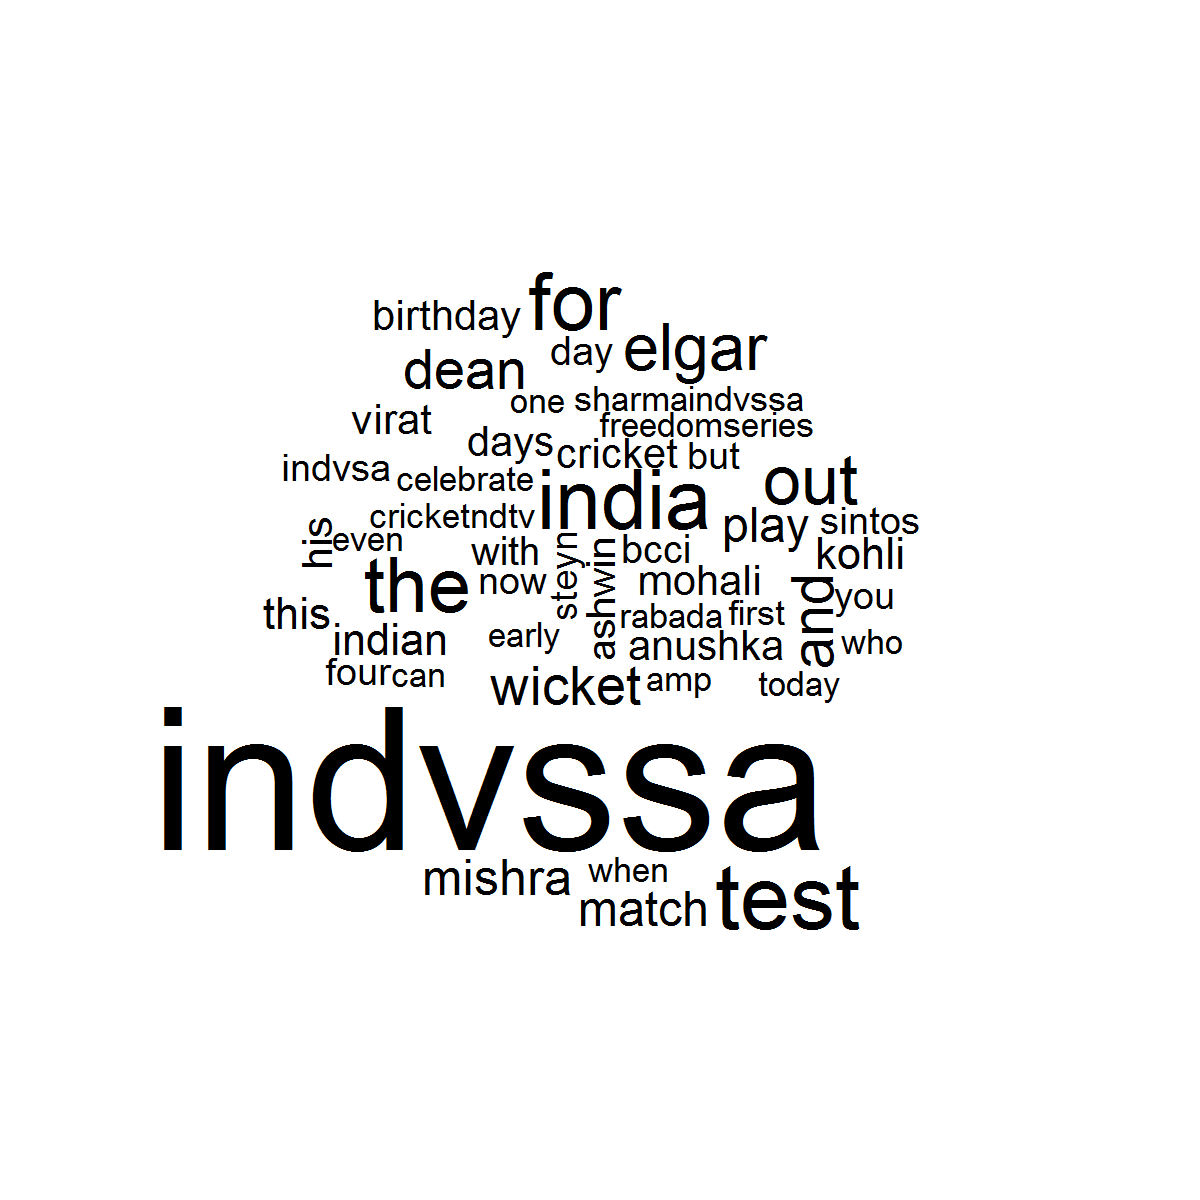 for
birthday
elgar
day
dean
one sharmaindvssa
virat
freedomseries
days
cricket but
indvsa
celebrate
out
india
cricketndtv
play sintos
his
even
with
steyn
ashwin
bcci
kohli
the
now
mohali
and
you
this
rabada first
indian
early
anushka
who
four can
wicket
amp
today
indvssa
mishra
when
match
test